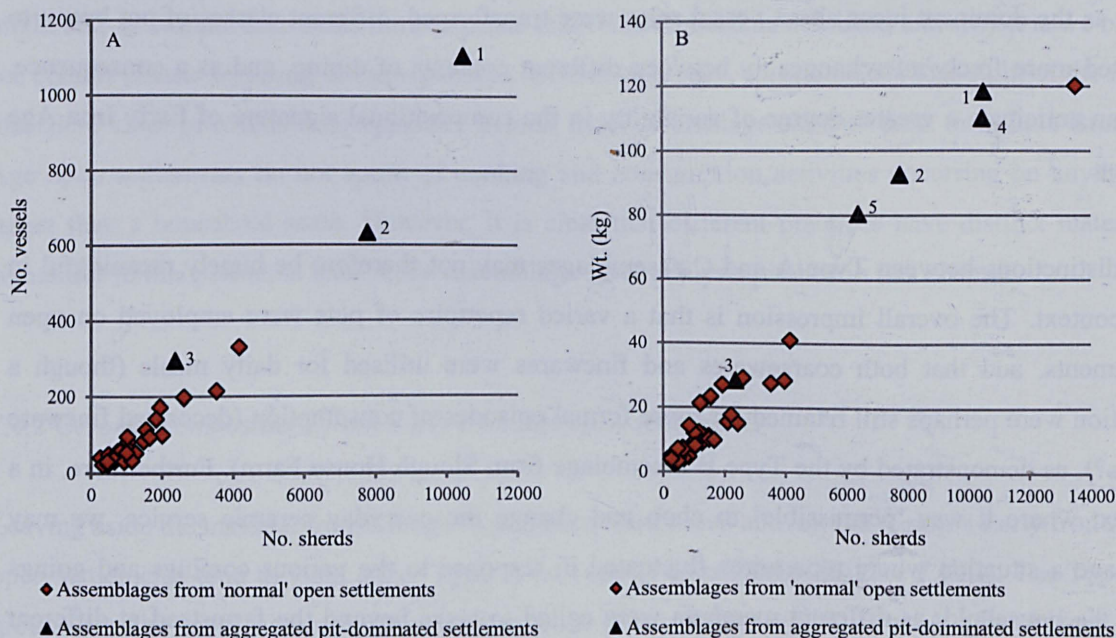 A
No. vessels
1200
1000
800
600
400
200
0
1
2
3
0 2000 4000 6000 8000 10000 12000
No. sherds
Assemblages from 'normal' open settlements
Assemblages from aggregated pit-dominated settlements
B
Wt. (kg)
140
120
100
80
60
40
20
0
1
4
2
5
3
0 2000 4000 6000 8000 10000 12000 14000
No. sherds
Assemblages from 'normal' open settlements
Assemblages from aggregated pit-doiminated settlements